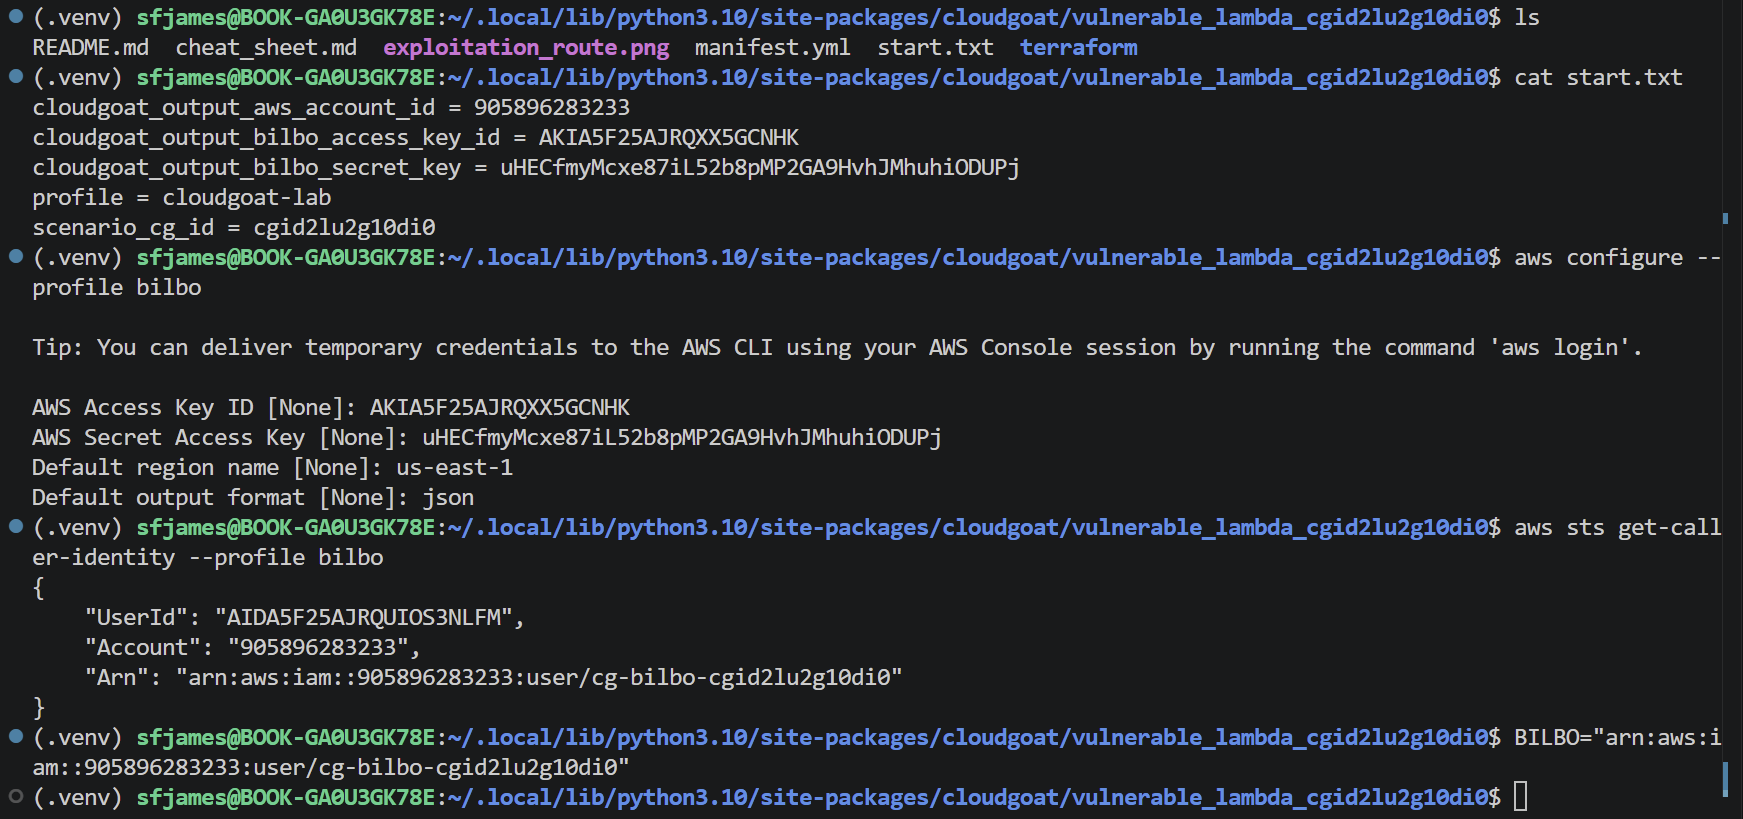 (.venv) sfjames@BOOK-GA0U3GK78E:~/.local/lib/python3.10/site-packages/cloudgoat/vulnerable_lambda_cgid2lu2g10di0$ ls
README.md  cheat_sheet.md  exploitation_route.png  manifest.yml  start.txt  terraform
(.venv) sfjames@BOOK-GA0U3GK78E:~/.local/lib/python3.10/site-packages/cloudgoat/vulnerable_lambda_cgid2lu2g10di0$ cat start.txt
cloudgoat_output_aws_account_id = 905896283233
cloudgoat_output_bilbo_access_key_id = AKIA5F25AJRQXX5GCNHK
cloudgoat_output_bilbo_secret_key = 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
profile = cloudgoat-lab
scenario_cg_id = cgid2lu2g10di0
(.venv) sfjames@BOOK-GA0U3GK78E:~/.local/lib/python3.10/site-packages/cloudgoat/vulnerable_lambda_cgid2lu2g10di0$ aws configure --
profile bilbo
Tip: You can deliver temporary credentials to the AWS CLI using your AWS Console session by running the command 'aws login'.
AWS Access Key ID [None]: AKIA5F25AJRQXX5GCNHK
AWS Secret Access Key [None]: uHECfmyMcxe87iL52b8pMP2GA9HvhJMhuhiODUPj
Default region name [None]: us-east-1
Default output format [None]: json
(.venv) sfjames@BOOK-GA0U3GK78E:~/.local/lib/python3.10/site-packages/cloudgoat/vulnerable_lambda_cgid2lu2g10di0$ aws sts get-call
er-identity --profile bilbo
{
    "UserId": "AIDA5F25AJRQUIOS3NLFM",
    "Account": "905896283233",
    "Arn": "arn:aws:iam::905896283233:user/cg-bilbo-cgid2lu2g10di0"
}
(.venv) sfjames@BOOK-GA0U3GK78E:~/.local/lib/python3.10/site-packages/cloudgoat/vulnerable_lambda_cgid2lu2g10di0$ BILBO="arn:aws:i
am::905896283233:user/cg-bilbo-cgid2lu2g10di0"
(.venv) sfjames@BOOK-GA0U3GK78E:~/.local/lib/python3.10/site-packages/cloudgoat/vulnerable_lambda_cgid2lu2g10di0$